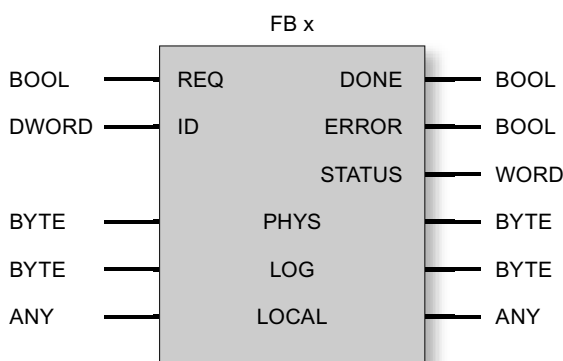 FB x
BOOL REQ DONE BOOL
DWORD ID ERROR BOOL
STATUS WORD
BYTE PHYS BYTE
BYTE LOG BYTE
ANY LOCAL ANY